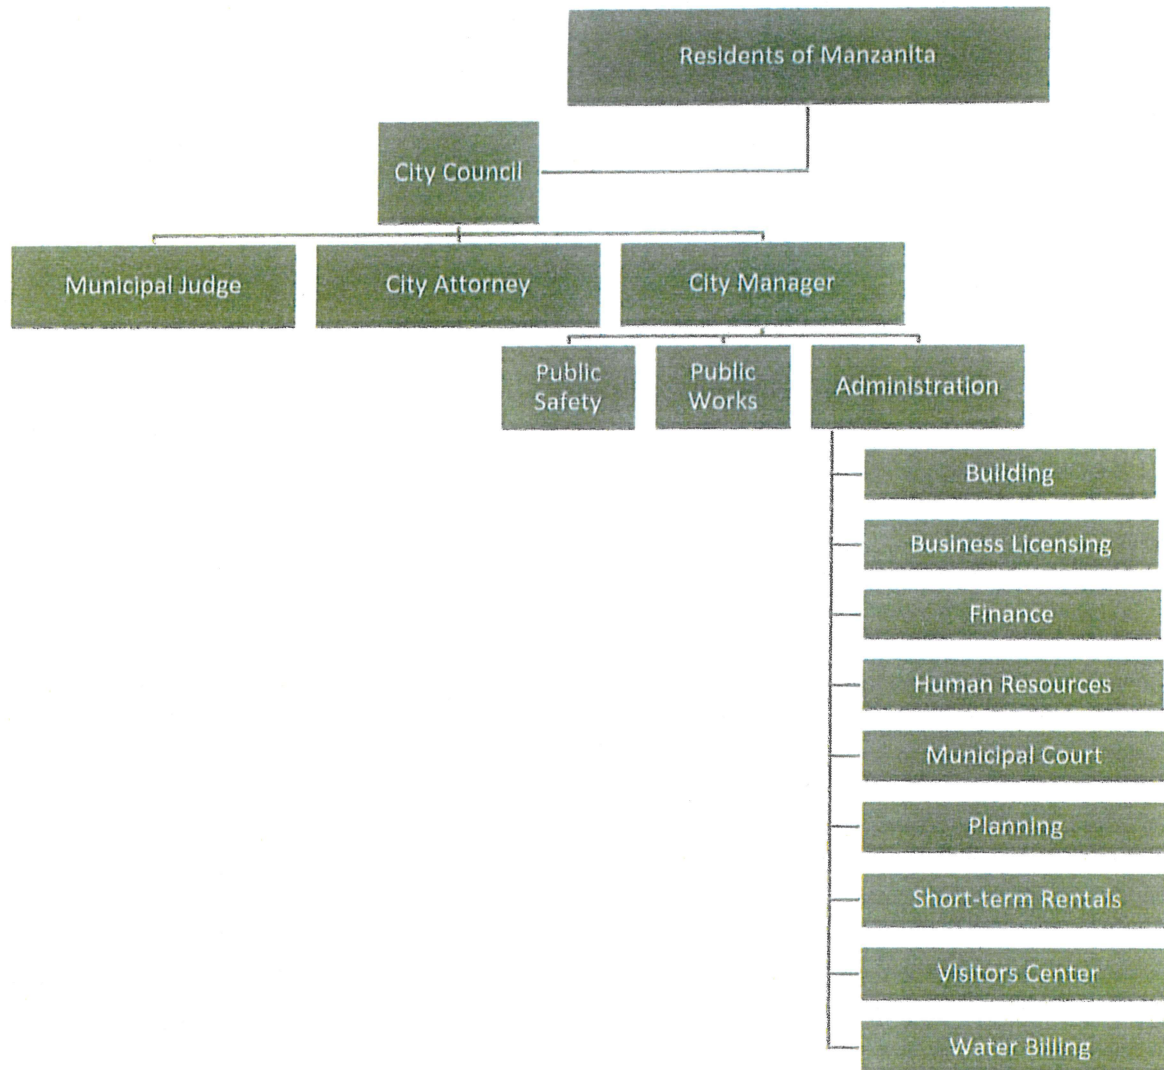 Residents of Manzanita
City Council
Municipal Judge
City Attorney
City Manager
Public
Safety
Public
Works
Administration
Building
Business Licensing
Finance
Human Resources
Municipal Court
Planning
Short-term Rentals
Visitors Center
Water Billing